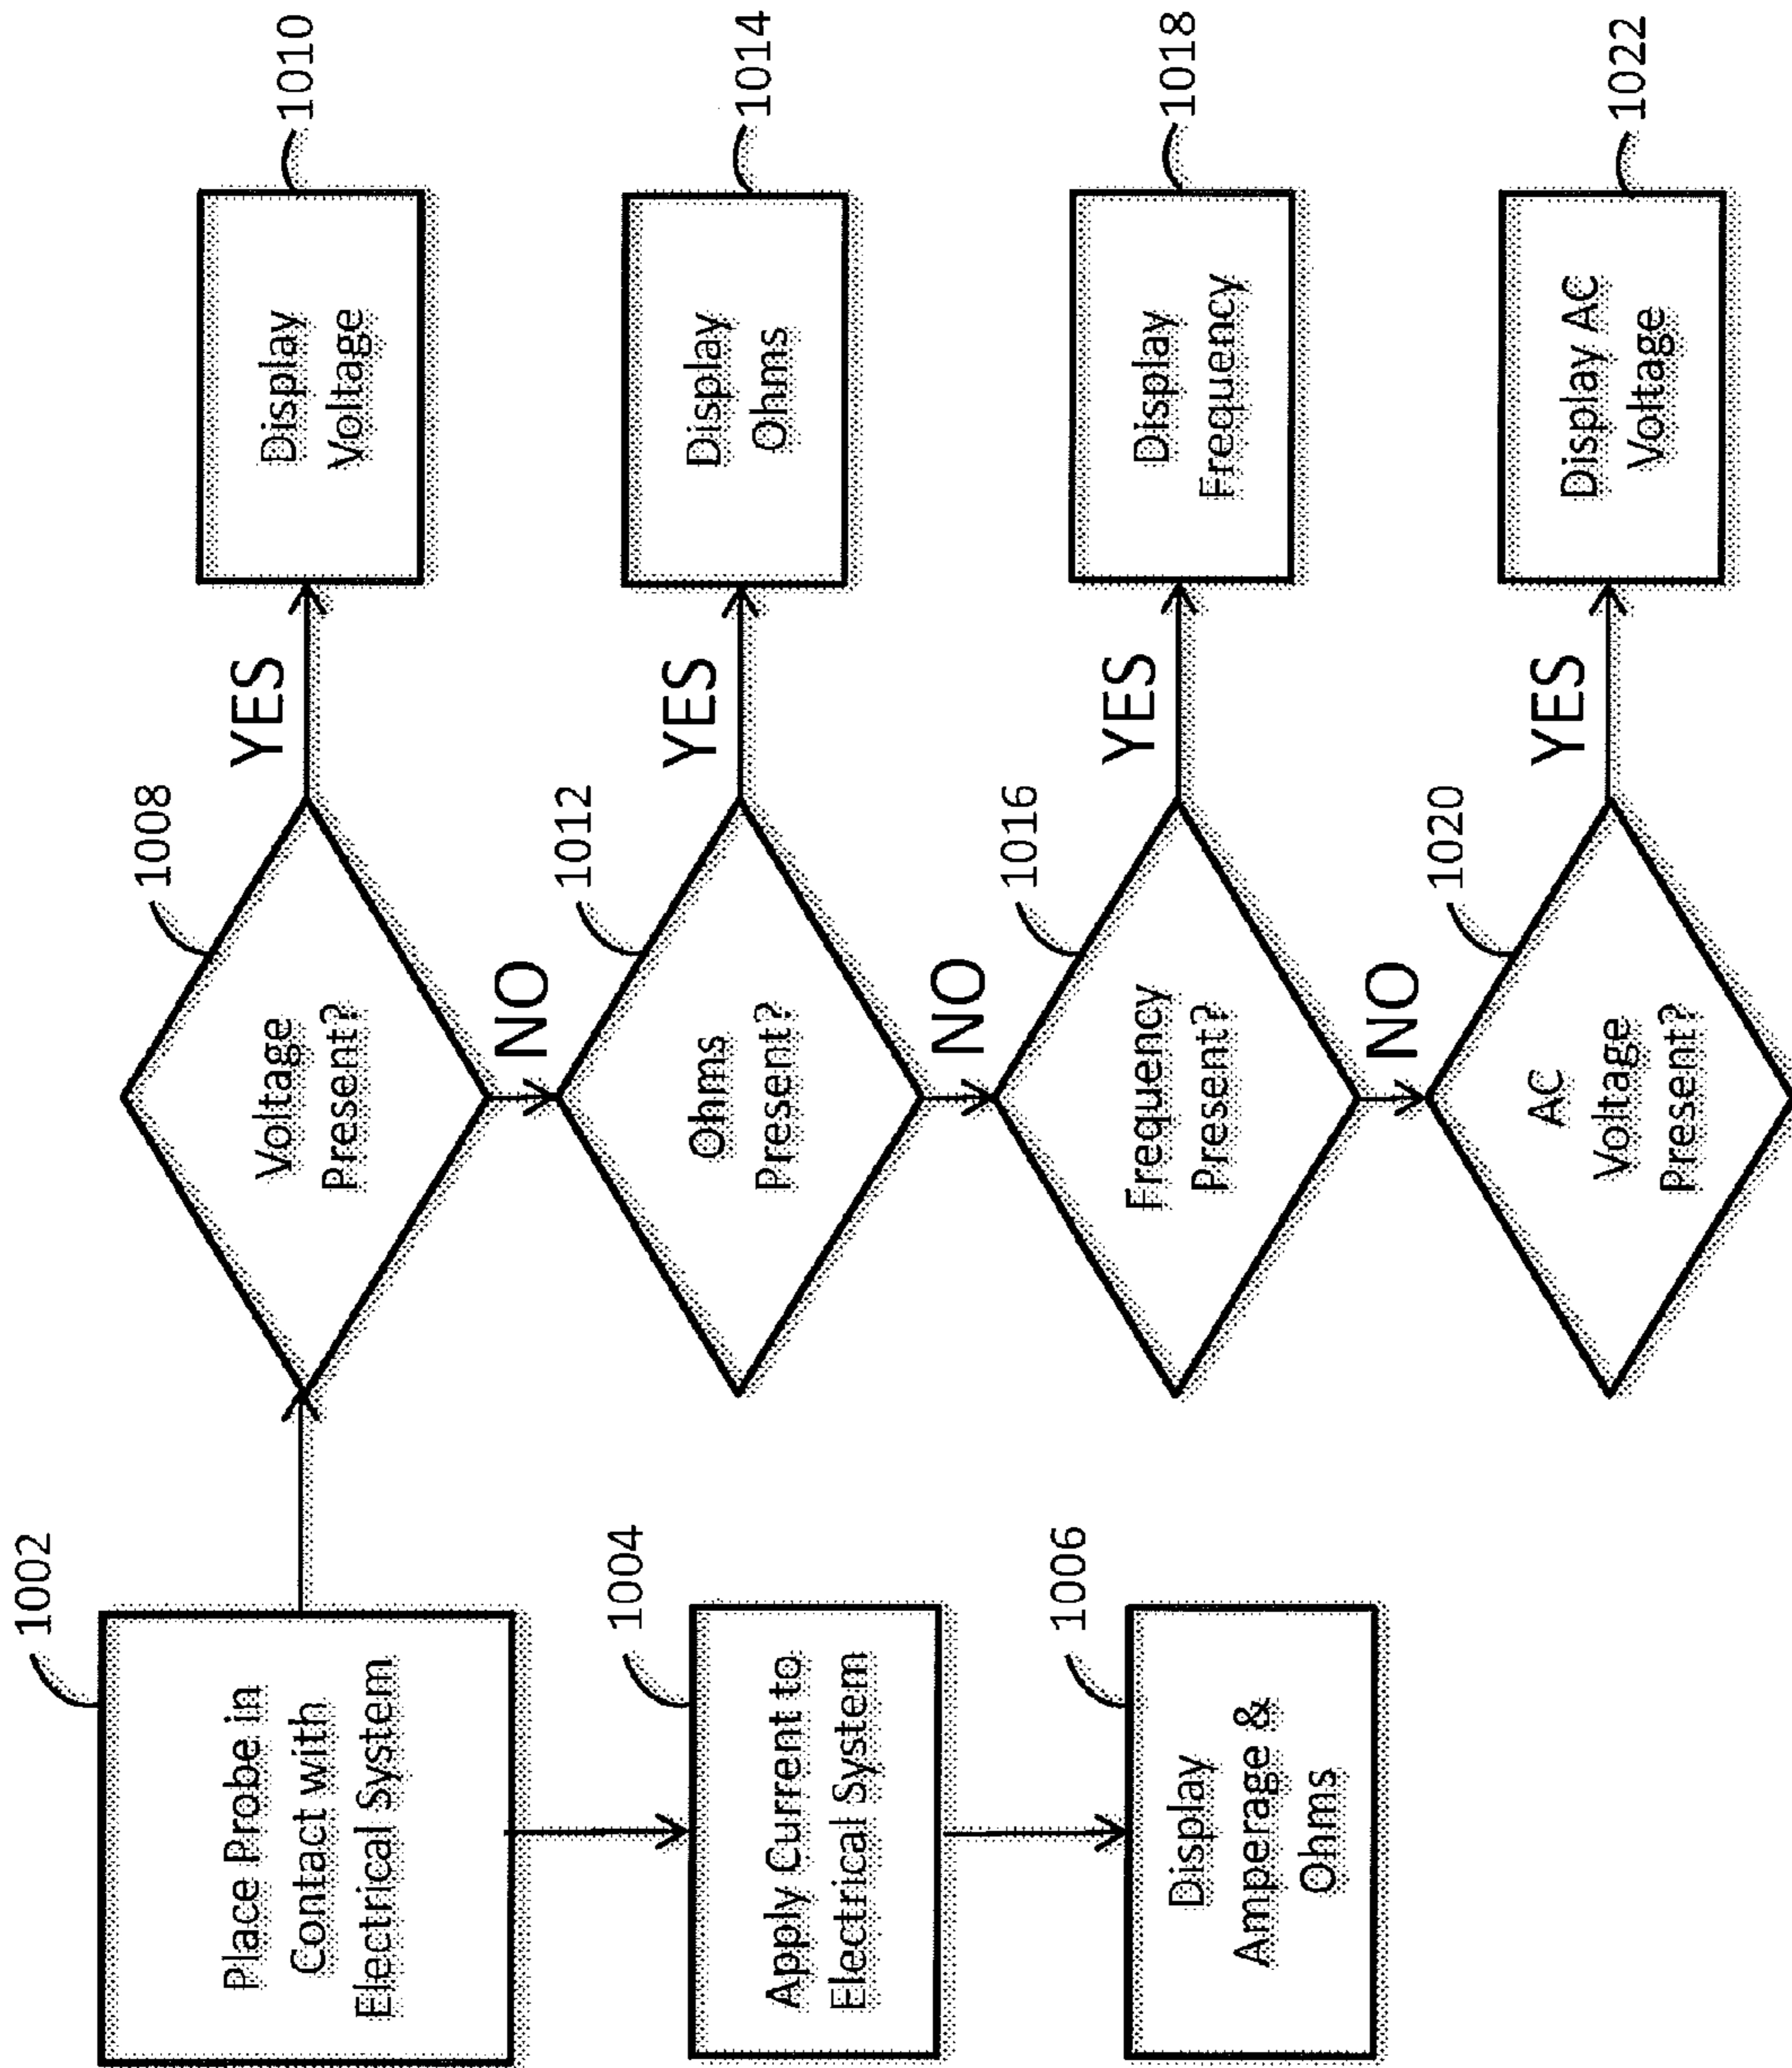 1002
Place Probe in
Contact with
Electrical System
1004
Apply Current to
Electrical System
1006
Display
Amperage &
Ohms
1008
Voltage
Present?
YES
1010
Display
Voltage
NO
1012
Ohms
Present?
YES
1014
Display
Ohms
NO
1016
Frequency
Present?
YES
1018
Display
Frequency
NO
1020
AC
Voltage
Present?
YES
1022
Display AC
Voltage